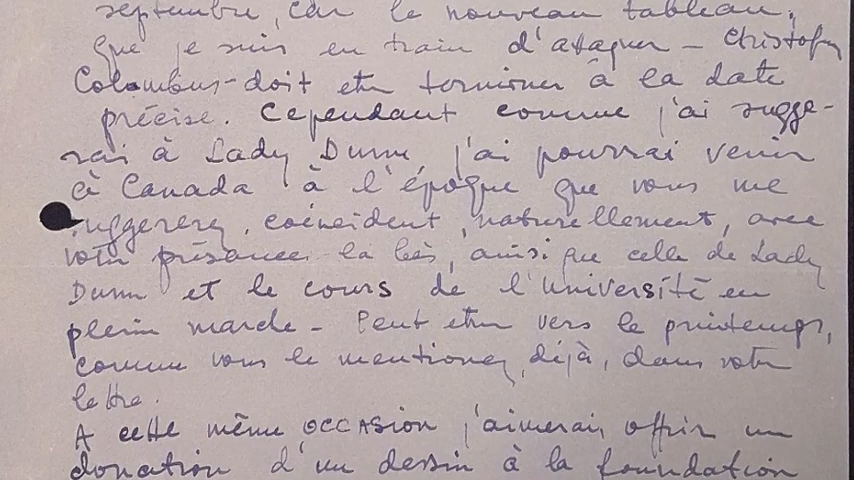 septembre, car le nouveau tableau,
que je suis en train d'ataquer - Christofer
Colombus - doit etre terminer à la date
précise. Cependant comme j'ai sugge-
rai à Lady Dunn, j'ai pourrai venir
à Canada à l'époque que vous me
suggererez, coincident, naturellement, avec
votre présance la bàs, ainsi que celle de Lady
Dunn et le cours de l'université en
plein marche - Peut etre vers le printemps,
comme vous le mentionez, déjà, dans votre
lettre.
A cette même OCCASION j'aimerais offrir un
donation d'un dessin à la foundation